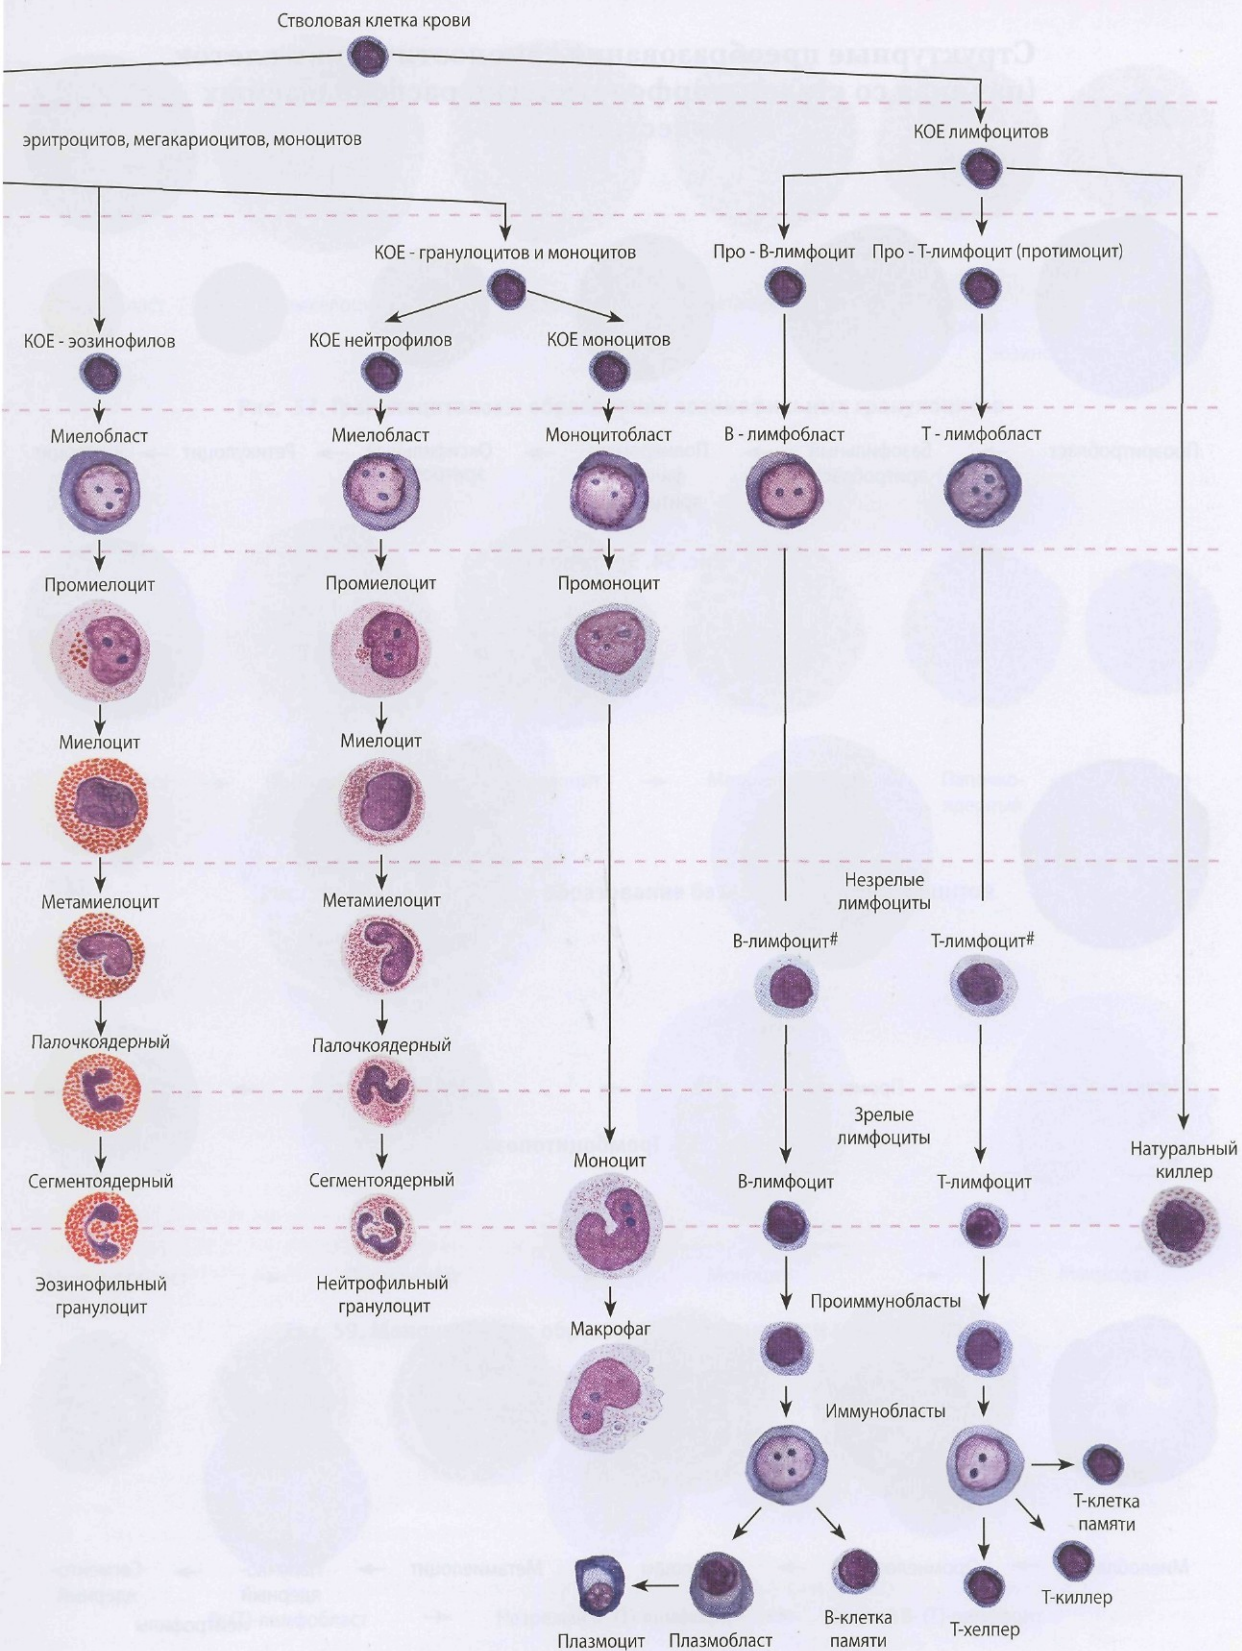 Стволовая клетка крови
КОЕ лимфоцитов
эритроцитов, мегакариоцитов, моноцитов
КОЕ - гранулоцитов и моноцитов
Про - В-лимфоцит
Про - Т-лимфоцит (протимоцит)
КОЕ - эозинофилов
КОЕ нейтрофилов
КОЕ моноцитов
Миелобласт
Миелобласт
Моноцитобласт
В - лимфобласт
Т - лимфобласт
Промиелоцит
Промиелоцит
Промоноцит
Миелоцит
Миелоцит
Незрелые
лимфоциты
Метамиелоцит
Метамиелоцит
В-лимфоцит#
Т-лимфоцит#
Палочкоядерный
Палочкоядерный
Зрелые
лимфоциты
Моноцит
Натуральный
киллер
Сегментоядерный
Сегментоядерный
В-лимфоцит
Т-лимфоцит
Эозинофильный
гранулоцит
Нейтрофильный
гранулоцит
Проиммунобласты
Макрофаг
Иммунобласты
Т-клетка
памяти
Т-киллер
Т-хелпер
В-клетка
памяти
Плазмоцит
Плазмобласт